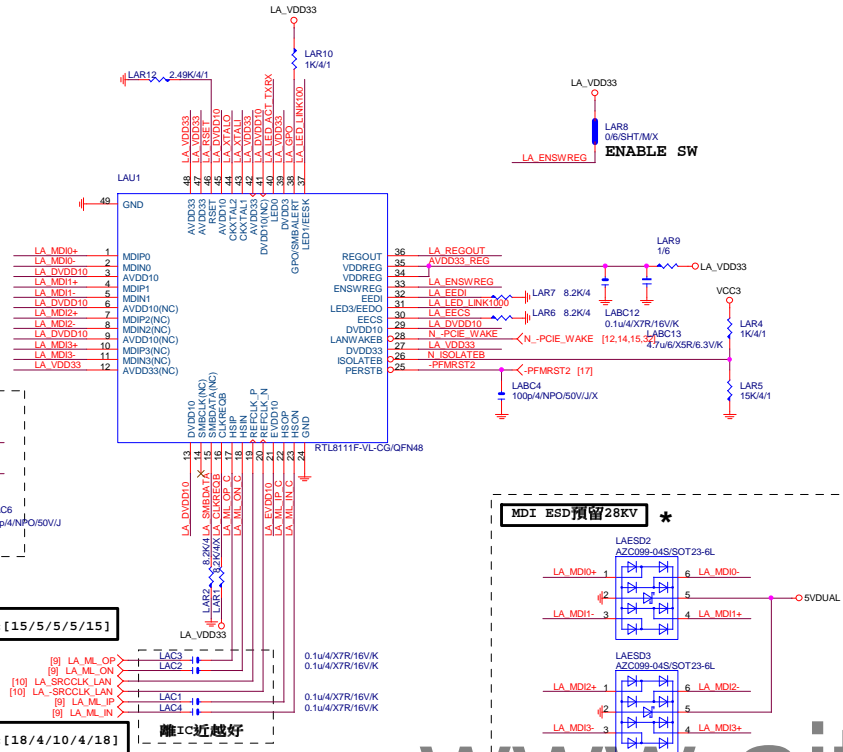 LA_VDD33
LAR10
1K/4/1
LAR12 2.49K/4/1
LA_VDD33
LAR8
0/6/SHT/M/X
ENABLE SW
LA_ENSWREG
LA_VDD33
LA_VDD33
LA_RSET
LA_DVDD10
LA_XTALO
LA_XTALI
LA_VDD33
LA_DVDD10
LA_LED_ACT_TXRX
LA_VDD33
LA_GPO
LA_LED_LINK100
48 47 46 45 44 43 42 41 40 39 38 37
LAU1
49 GND
AVDD33
AVDD33
RSET
AVDD10
CKXTAL2
CKXTAL1
AVDD33
DVDD10(NC)
LED0
DVDD3
GPO/SMBALERT
LED1/EESK
LA_MDI0+ 1 MDIP0
LA_MDI0- 2 MDIN0
LA_DVDD10 3 AVDD10
LA_MDI1+ 4 MDIP1
LA_MDI1- 5 MDIN1
LA_DVDD10 6 AVDD10(NC)
LA_MDI2+ 7 MDIP2(NC)
LA_MDI2- 8 MDIN2(NC)
LA_DVDD10 9 AVDD10(NC)
LA_MDI3+ 10 MDIP3(NC)
LA_MDI3- 11 MDIN3(NC)
LA_VDD33 12 AVDD33(NC)
REGOUT 36 LA_REGOUT
VDDREG 35 AVDD33_REG
VDDREG 34
ENSWREG 33 LA_ENSWREG
EEDI 32 LA_EEDI
LED3/EEDO 31 LA_LED_LINK1000
EECS 30 LA_EECS
DVDD10 29 LA_DVDD10
LANWAKEB 28 N_-PCIE_WAKE
DVDD33 27 LA_VDD33
ISOLATEB 26 N_ISOLATEB
PERSTB 25 -PFMRST2
LAR9
1/6
LA_VDD33
LAR7 8.2K/4
LAR6 8.2K/4
LABC12
0.1u/4/X7R/16V/K
LABC13
4.7u/6/X5R/6.3V/K
N_-PCIE_WAKE [12,14,15,32]
VCC3
LAR4
1K/4/1
LAR5
15K/4/1
-PFMRST2 [17]
LABC4
100p/4/NPO/50V/J/X
DVDD10
SMBCLK(NC)
SMBDATA(NC)
CLKREQB
HSIP
HSIN
REFCLK_P
REFCLK_N
EVDD10
HSOP
HSON
GND
RTL8111F-VL-CG/QFN48
13 14 15 16 17 18 19 20 21 22 23 24
LA_DVDD10
LA_SMBDATA
LA_CLKREQB
LA_ML_OP_C
LA_ML_ON_C
LA_EVDD10
LA_ML_IP_C
LA_ML_IN_C
LAR2 8.2K/4
LAR1 8.2K/4/X
LA_VDD33
p/4/NPO/50V/J
[15/5/5/5/15]
[9] LA_ML_OP LAC3 0.1u/4/X7R/16V/K
[9] LA_ML_ON LAC2 0.1u/4/X7R/16V/K
[10] LA_SRCCLK_LAN
[10] LA_-SRCCLK_LAN
[9] LA_ML_IP LAC1 0.1u/4/X7R/16V/K
[9] LA_ML_IN LAC4 0.1u/4/X7R/16V/K
離IC近越好
[18/4/10/4/18]
MDI ESD預留28KV *
LAESD2
AZC099-04S/SOT23-6L
LA_MDI0+ 1 6 LA_MDI0-
2 5 5VDUAL
LA_MDI1- 3 4 LA_MDI1+
LAESD3
AZC099-04S/SOT23-6L
LA_MDI2+ 1 6 LA_MDI2-
2 5
LA_MDI3- 3 4 LA_MDI3+